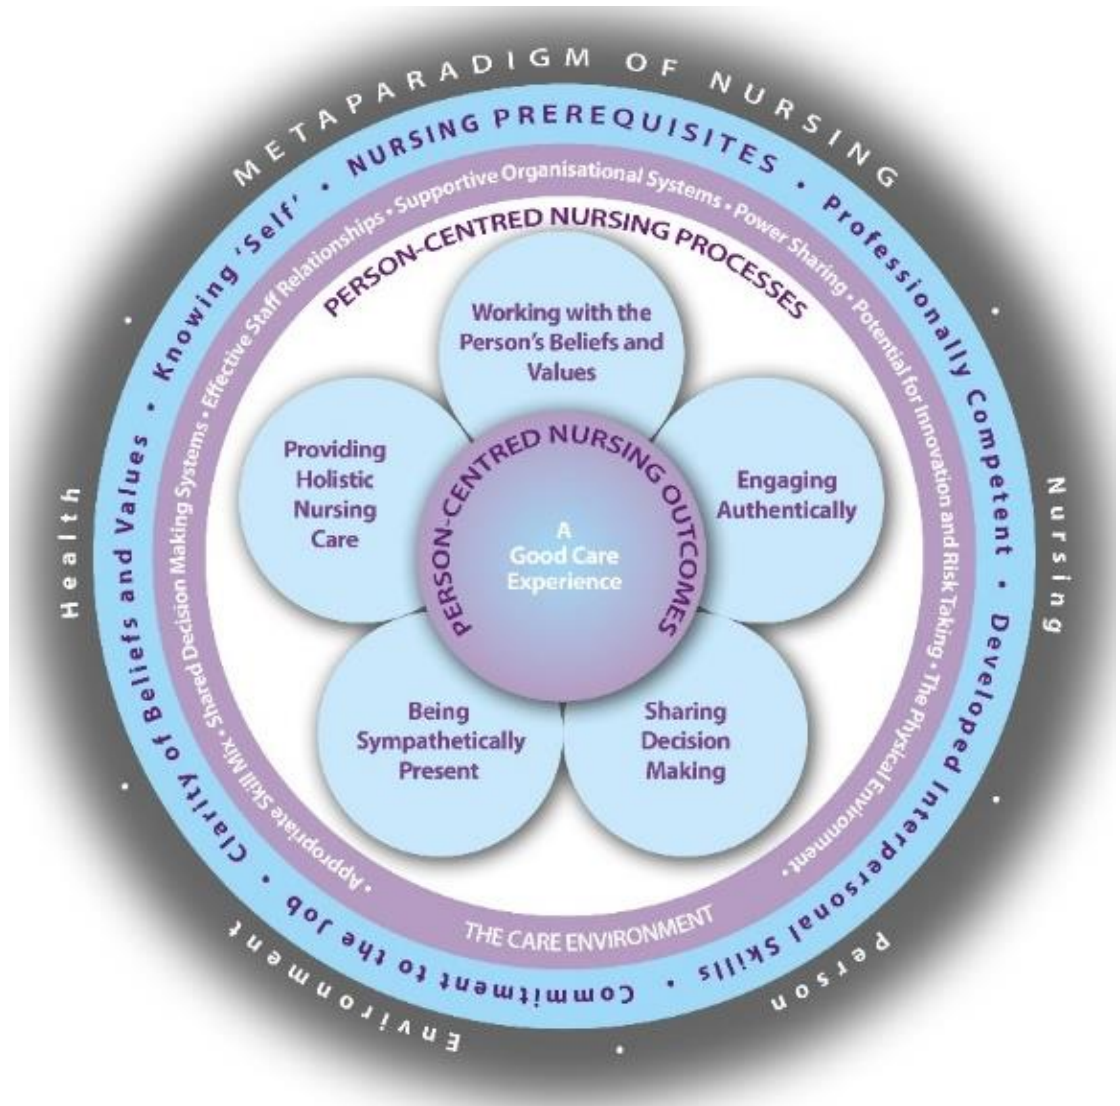 METAPARADIGM OF NURSING
Nursing
Person
Environment
Health
NURSING PREREQUISITES • Professionally Competent • Developed Interpersonal Skills • Commitment to the Job • Clarity of Beliefs and Values • Knowing ‘Self’ •
THE CARE ENVIRONMENT
• Appropriate Skill Mix • Shared Decision Making Systems • Effective Staff Relationships • Supportive Organisational Systems • Power Sharing • Potential for Innovation and Risk Taking • The Physical Environment •
PERSON-CENTRED NURSING PROCESSES
Working with the
Person’s Beliefs and
Values
Engaging
Authentically
Sharing
Decision
Making
Being
Sympathetically
Present
Providing
Holistic
Nursing
Care
PERSON-CENTRED NURSING OUTCOMES
A
Good Care
Experience